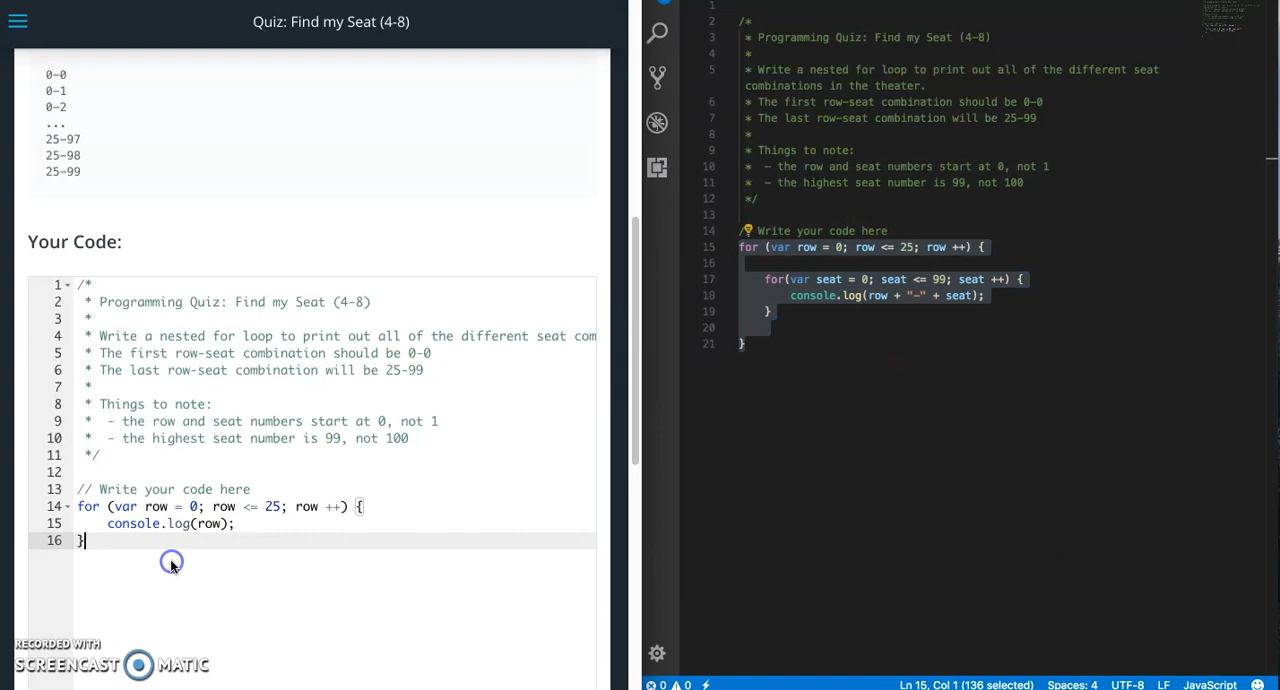 Quiz: Find my Seat (4-8)
0-0
0-1
0-2
...
25-97
25-98
25-99
Your Code:
1 /*
2 * Programming Quiz: Find my Seat (4-8)
3 *
4 * Write a nested for loop to print out all of the different seat com
5 * The first row-seat combination should be 0-0
6 * The last row-seat combination will be 25-99
7 *
8 * Things to note:
9 * - the row and seat numbers start at 0, not 1
10 * - the highest seat number is 99, not 100
11 */
12
13 // Write your code here
14 for (var row = 0; row <= 25; row ++) {
15 console.log(row);
16 }
RECORDED WITH
SCREENCAST MATIC
1
2 /*
3 * Programming Quiz: Find my Seat (4-8)
4 *
5 * Write a nested for loop to print out all of the different seat
combinations in the theater.
6 * The first row-seat combination should be 0-0
7 * The last row-seat combination will be 25-99
8 *
9 * Things to note:
10 * - the row and seat numbers start at 0, not 1
11 * - the highest seat number is 99, not 100
12 */
13
14 / Write your code here
15 for (var row = 0; row <= 25; row ++) {
16
17 for(var seat = 0; seat <= 99; seat ++) {
18 console.log(row + "-" + seat);
19 }
20
21 }
0 0 Ln 15, Col 1 (136 selected) Spaces: 4 UTF-8 LF JavaScript